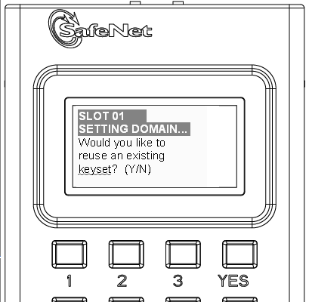 SafeNet
SLOT 01
SETTING DOMAIN...
Would you like to
reuse an existing
keyset? (Y/N)
1 2 3 YES